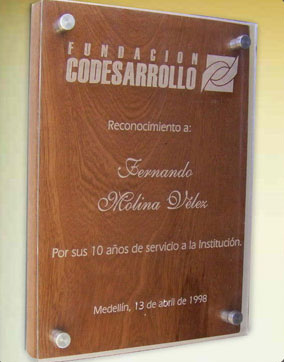 FUNDACION
CODESARROLLO
Reconocimiento a:
Fernando
Molina Vélez
Por sus 10 años de servicio a la Institución.
Medellín, 13 de abril de 1998